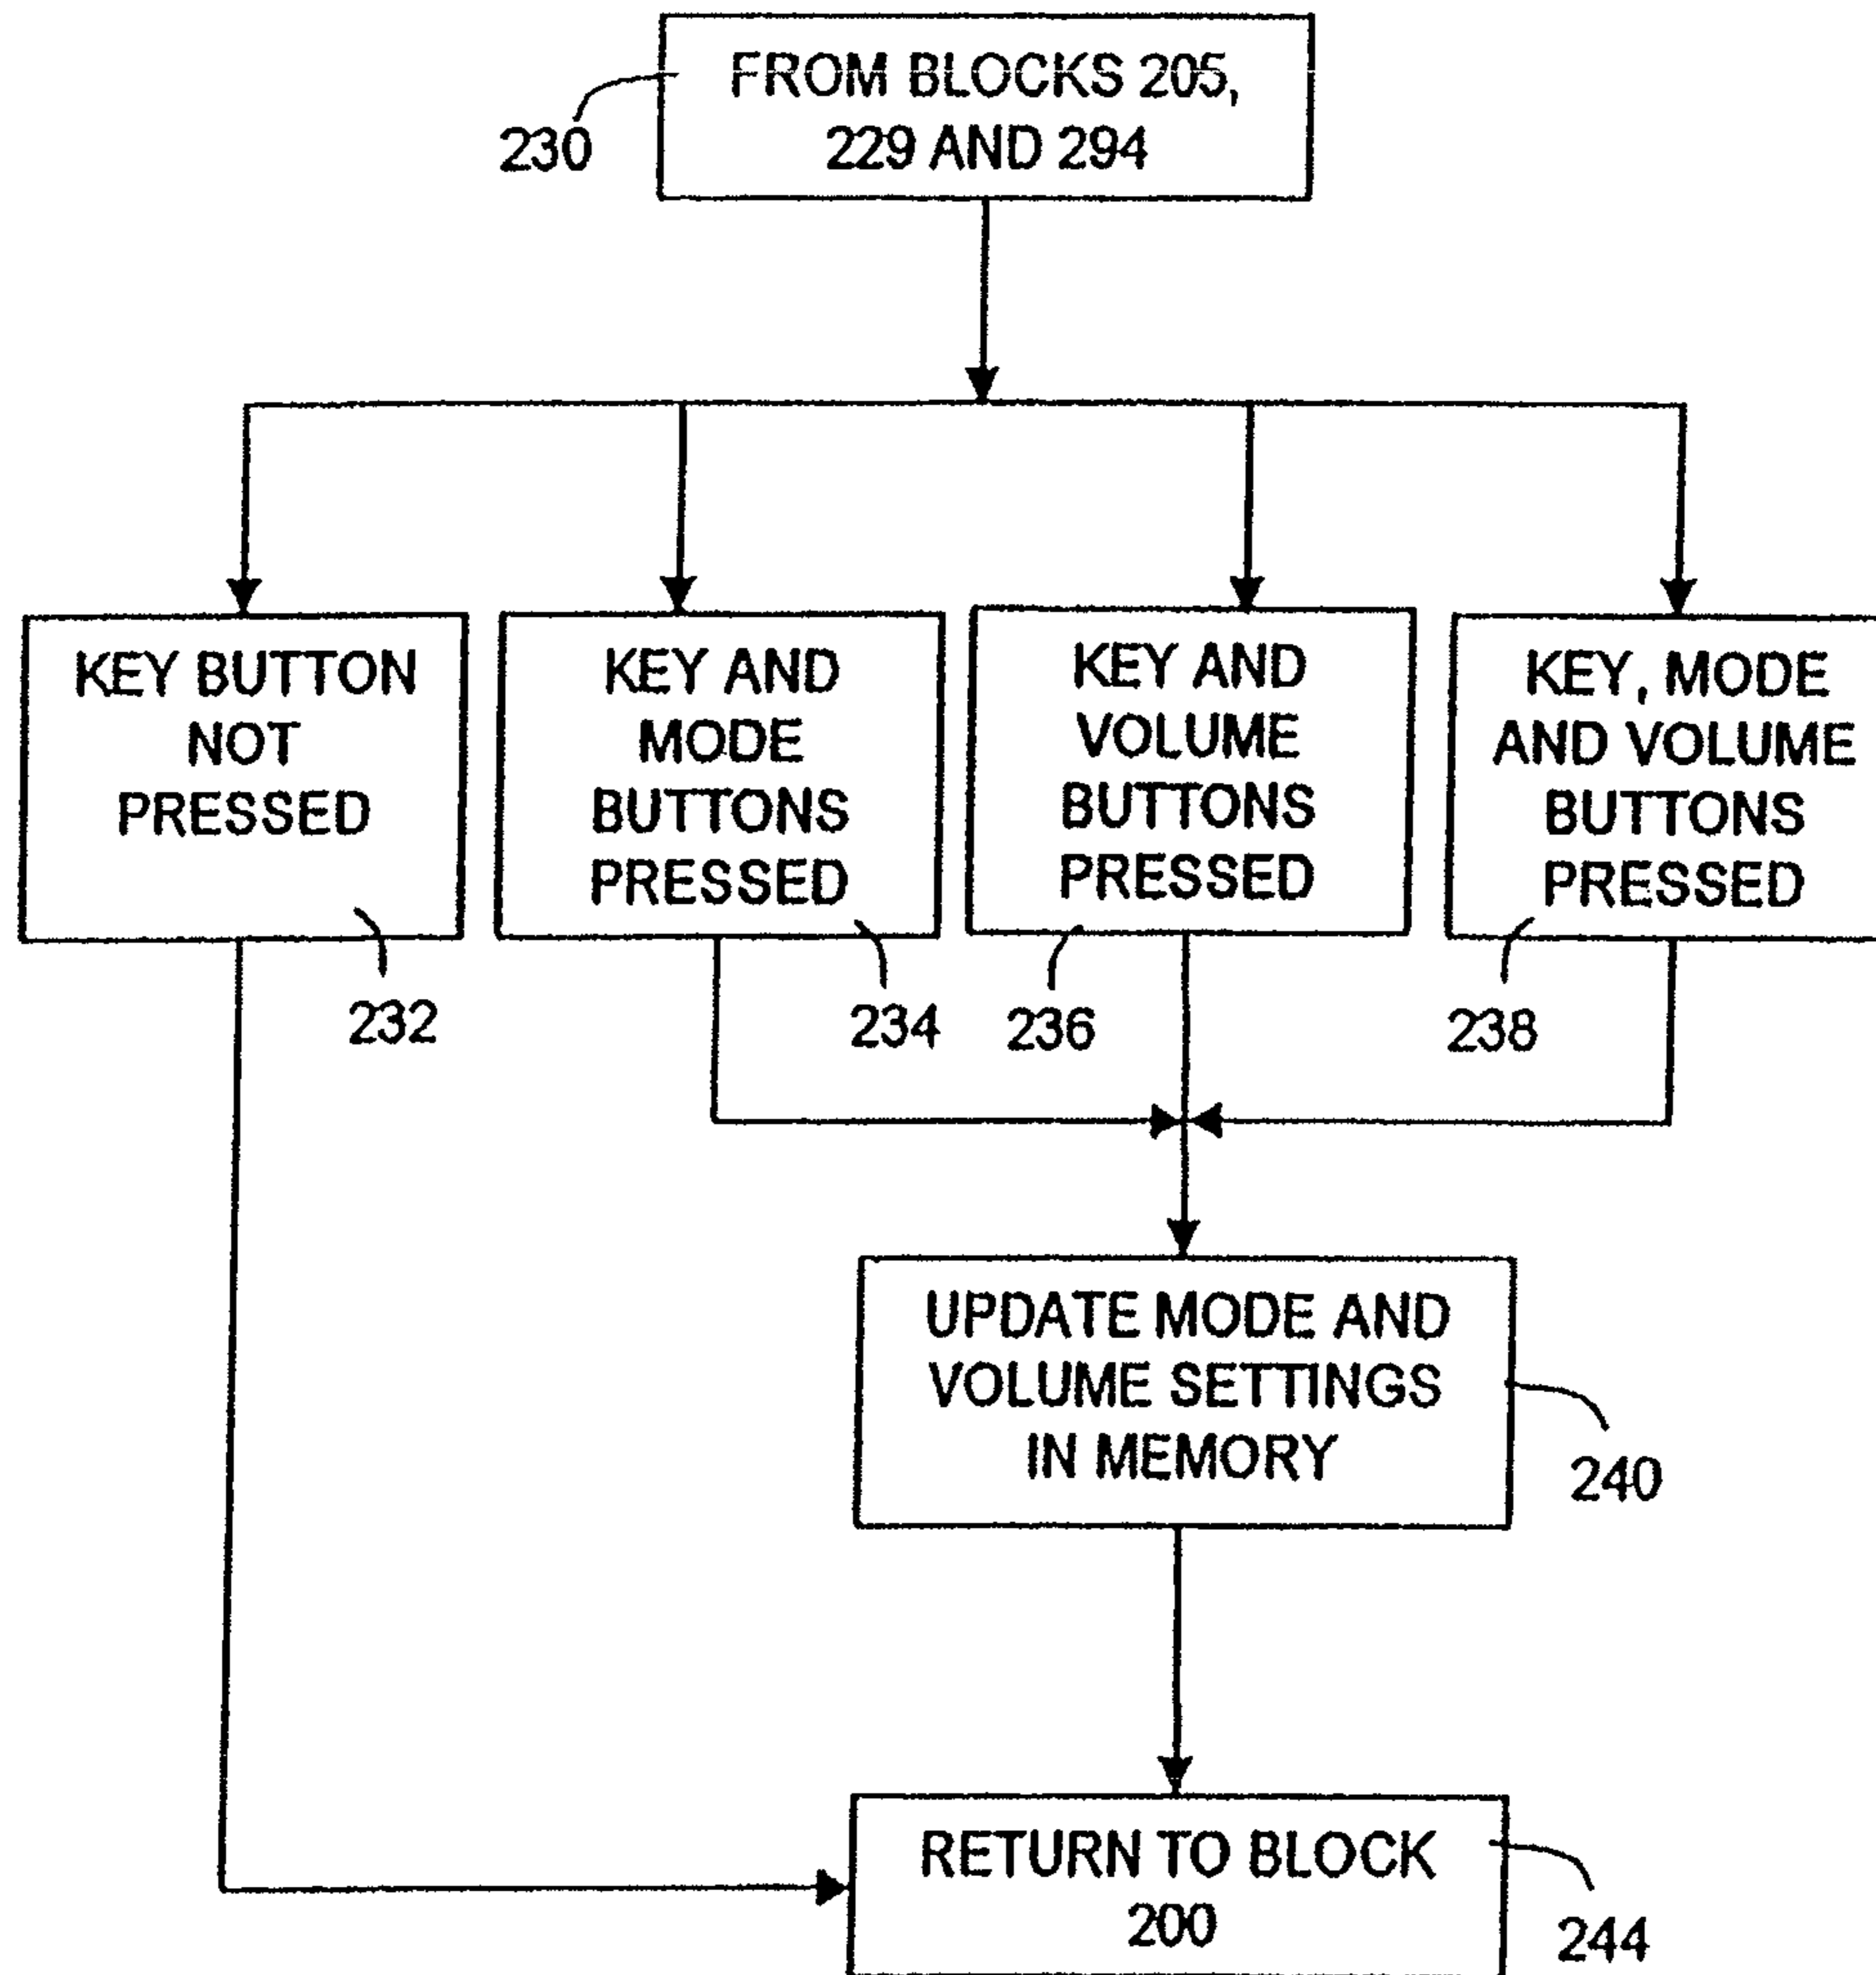 FROM BLOCKS 205,
229 AND 294
230
KEY BUTTON
NOT
PRESSED
232
KEY AND
MODE
BUTTONS
PRESSED
234
KEY AND
VOLUME
BUTTONS
PRESSED
236
KEY, MODE
AND VOLUME
BUTTONS
PRESSED
238
UPDATE MODE AND
VOLUME SETTINGS
IN MEMORY
240
RETURN TO BLOCK
200
244